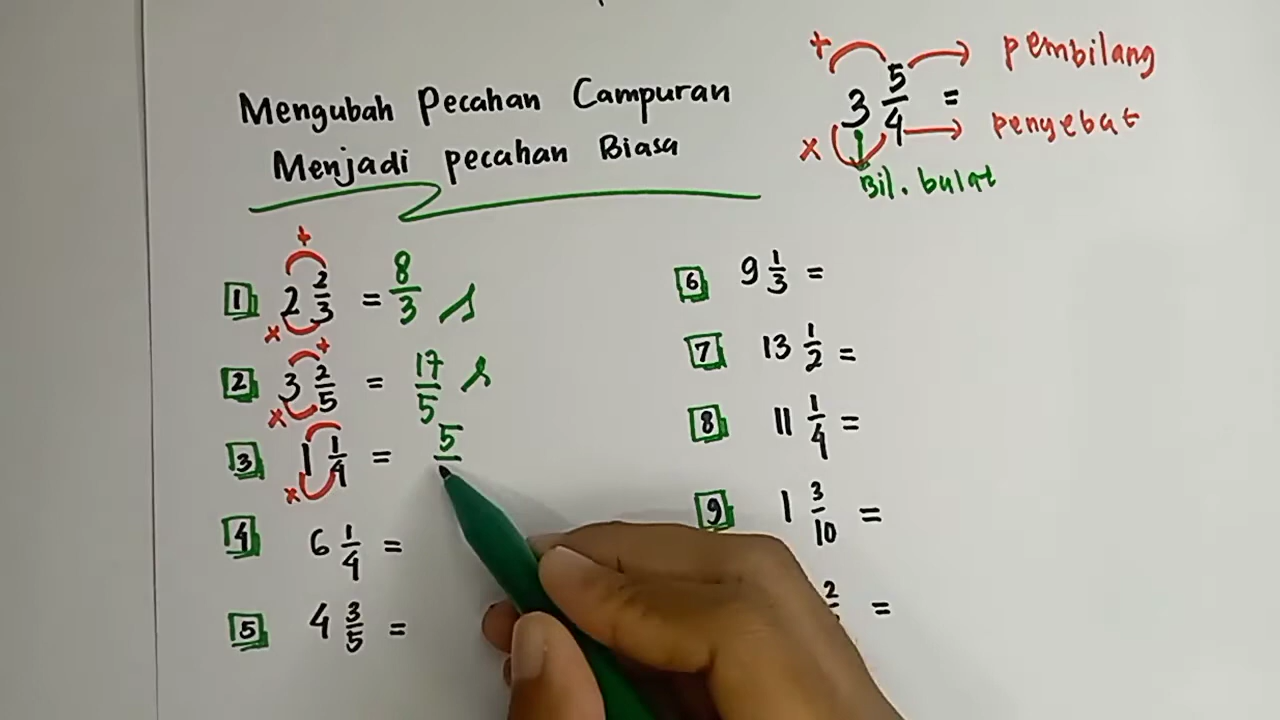 Mengubah Pecahan Campuran
Menjadi pecahan Biasa
+ 3 5/4 = pembilang
x penyebat
Bil. bulat
+
1 2 2/3 = 8/3
x
+
2 3 2/5 = 17/5
x
3 1 1/4 = 5
x
4 6 1/4 =
5 4 3/5 =
6 9 1/3 =
7 13 1/2 =
8 11 1/4 =
9 1 3/10 =
2 =